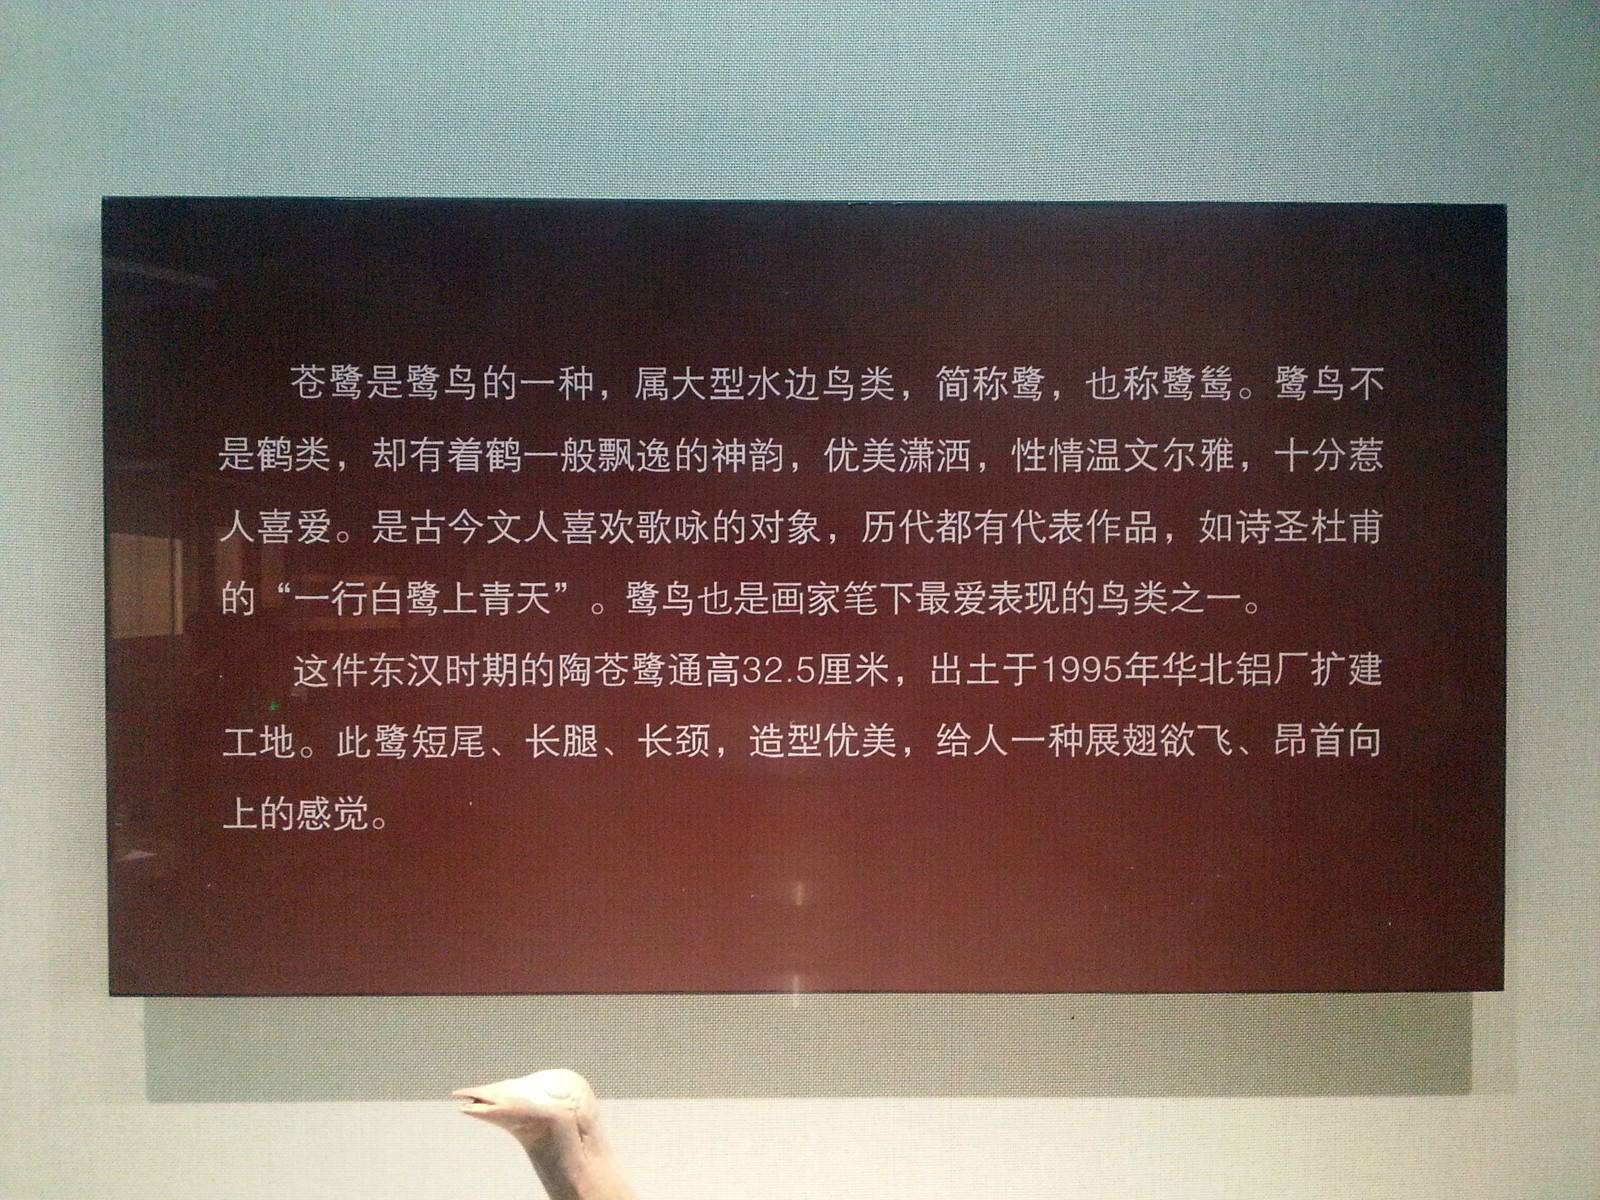 苍鹭是鹭鸟的一种，属大型水边鸟类，简称鹭，也称鹭鸶。鹭鸟不
是鹤类，却有着鹤一般飘逸的神韵，优美潇洒，性情温文尔雅，十分惹
人喜爱。是古今文人喜欢歌咏的对象，历代都有代表作品，如诗圣杜甫
的“一行白鹭上青天”。鹭鸟也是画家笔下最爱表现的鸟类之一。
这件东汉时期的陶苍鹭通高32.5厘米，出土于1995年华北铝厂扩建
工地。此鹭短尾、长腿、长颈，造型优美，给人一种展翅欲飞、昂首向
上的感觉。